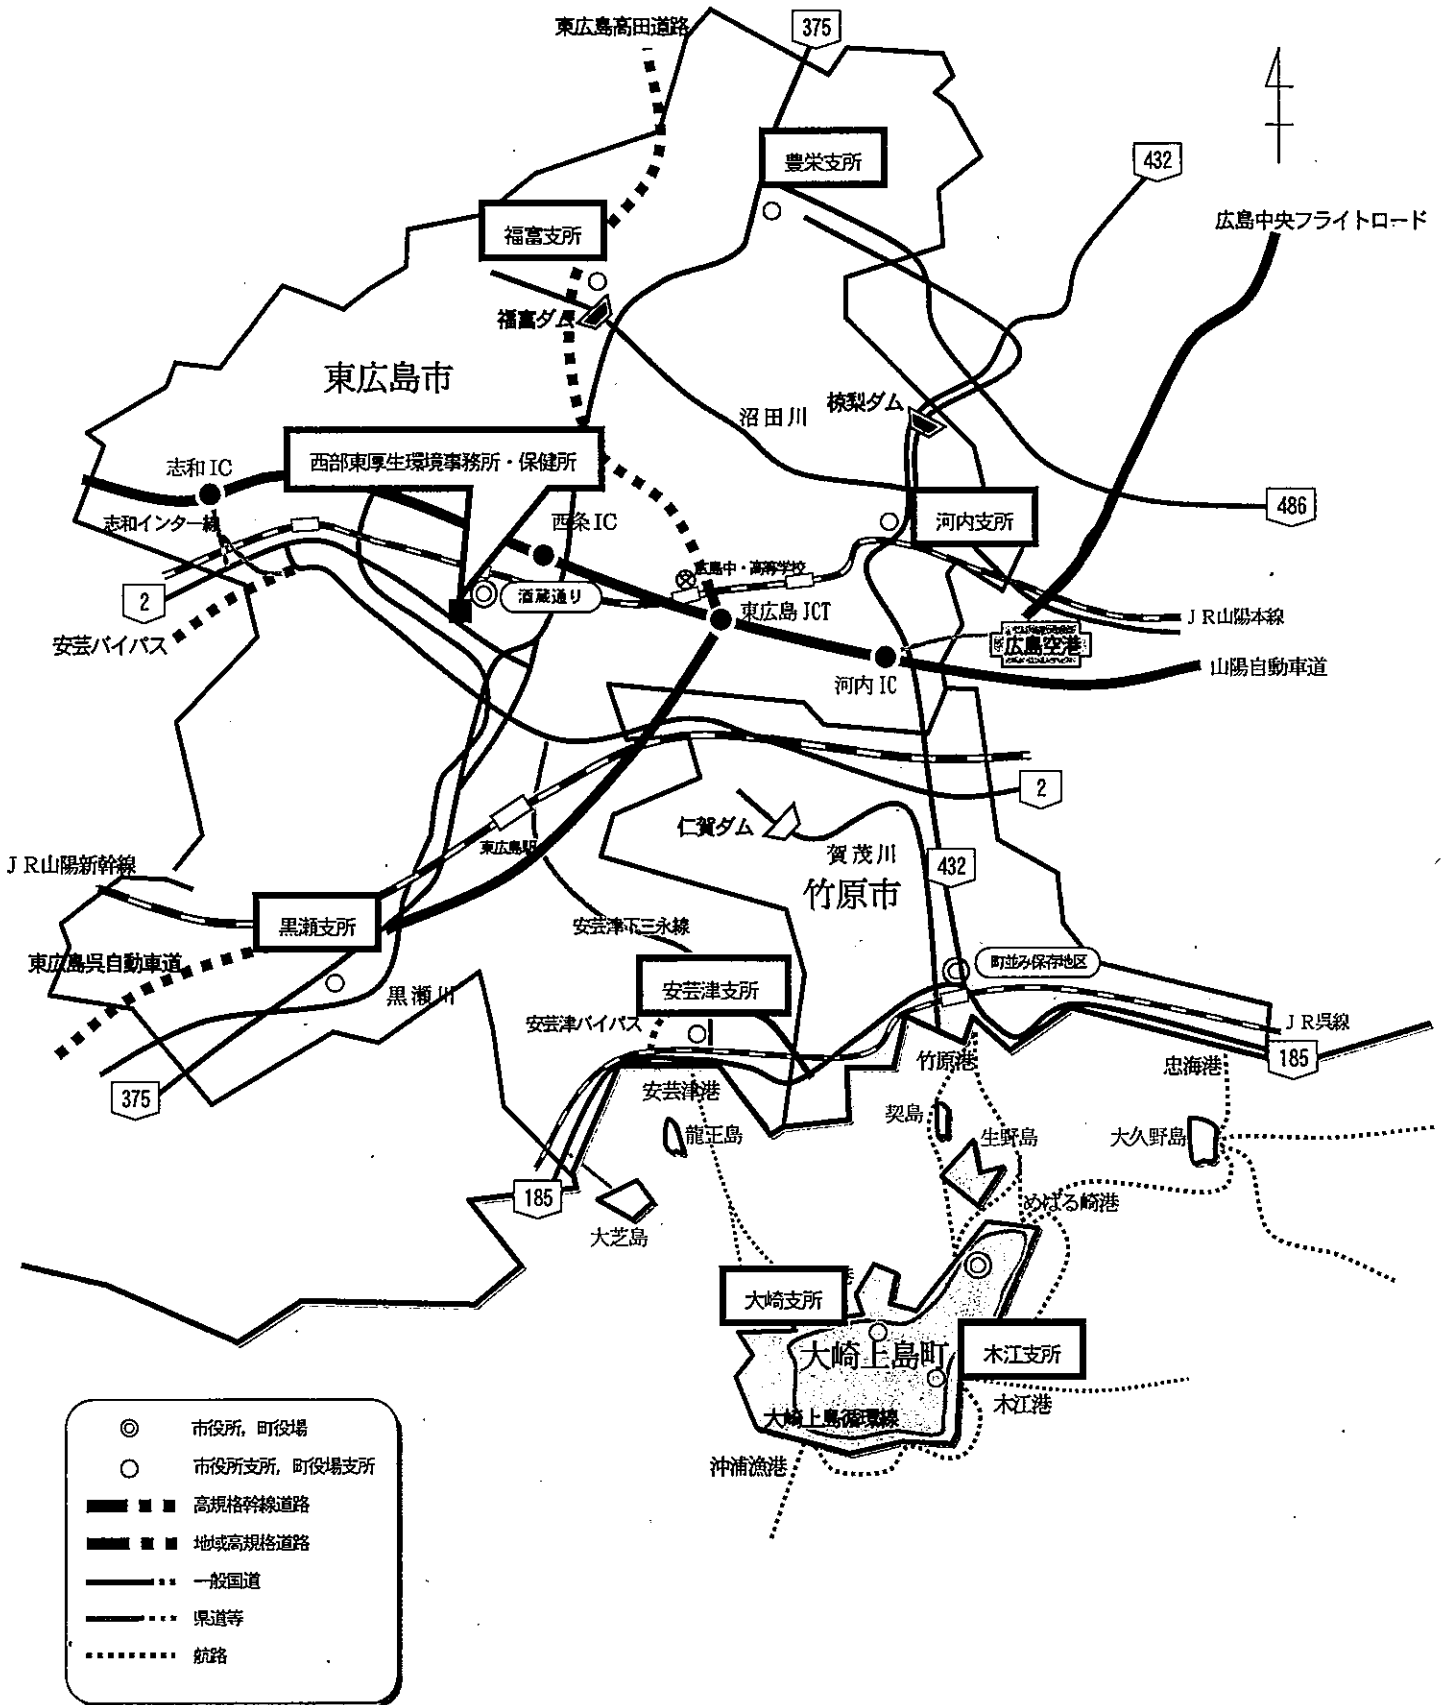 東広島高田道路
375
豊栄支所
432
広島中央フライトロード
福富支所
福富ダム
東広島市
沼田川
椋梨ダム
志和IC
西部東厚生環境事務所・保健所
志和インター線
西条IC
河内支所
486
広島中・高等学校
2
酒蔵通り
東広島JCT
JR山陽本線
安芸バイパス
広島空港
河内IC
山陽自動車道
2
仁賀ダム
東広島駅
賀茂川
JR山陽新幹線
432
竹原市
黒瀬支所
安芸津下三永線
東広島呉自動車道
町並み保存地区
安芸津支所
黒瀬川
安芸津バイパス
JR呉線
竹原港
忠海港
185
375
安芸津港
契島
龍王島
生野島
大久野島
185
めばる崎港
大芝島
大崎支所
大崎上島町
木江支所
木江港
大崎上島循環線
沖浦漁港
市役所，町役場
市役所支所，町役場支所
高規格幹線道路
地域高規格道路
一般国道
県道等
航路